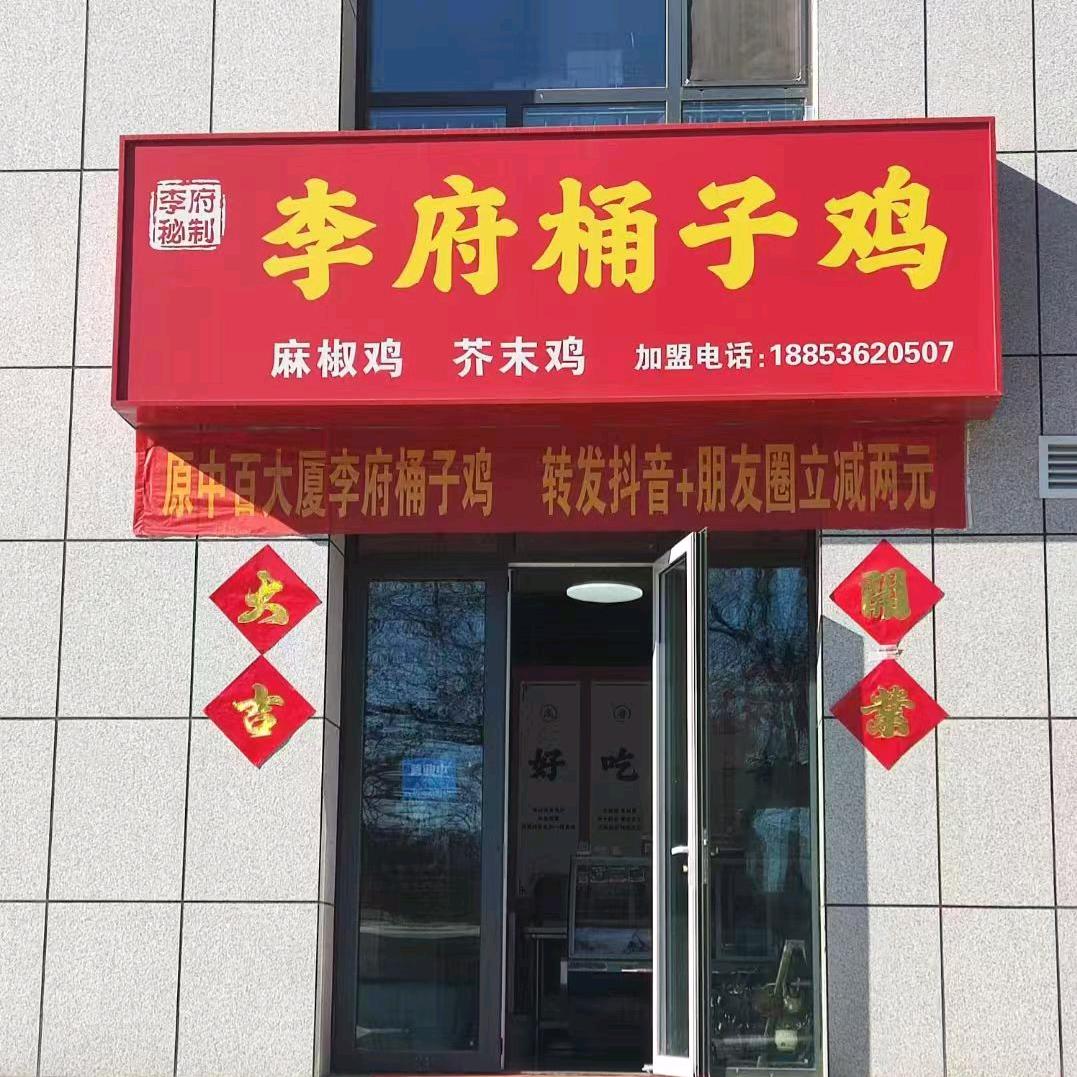 李府
秘制
李府桶子鸡
麻椒鸡 芥末鸡 加盟电话:18853620507
原中百大厦李府桶子鸡 转发抖音+朋友圈立减两元
大吉
開業
好吃